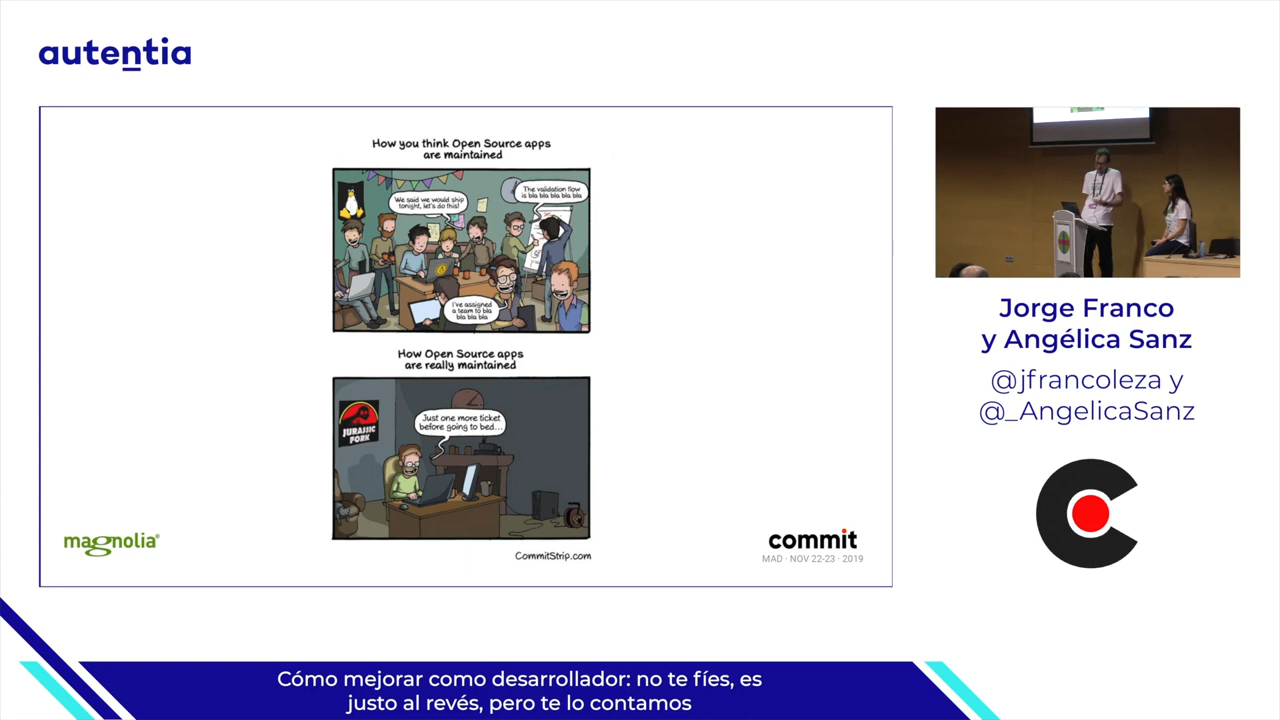 autentia
How you think Open Source apps
are maintained
We said we would ship
tonight, let's do this!
The validation flow
is bla bla bla bla
I've assigned
a team to bla
bla bla bla
How Open Source apps
are really maintained
JURASSIC
FORK
Just one more ticket
before going to bed...
CommitStrip.com
magnolia®
commit
MAD · NOV 22-23 · 2019
Jorge Franco
y Angélica Sanz
@jfrancoleza y
@_AngelicaSanz
Cómo mejorar como desarrollador: no te fíes, es
justo al revés, pero te lo contamos